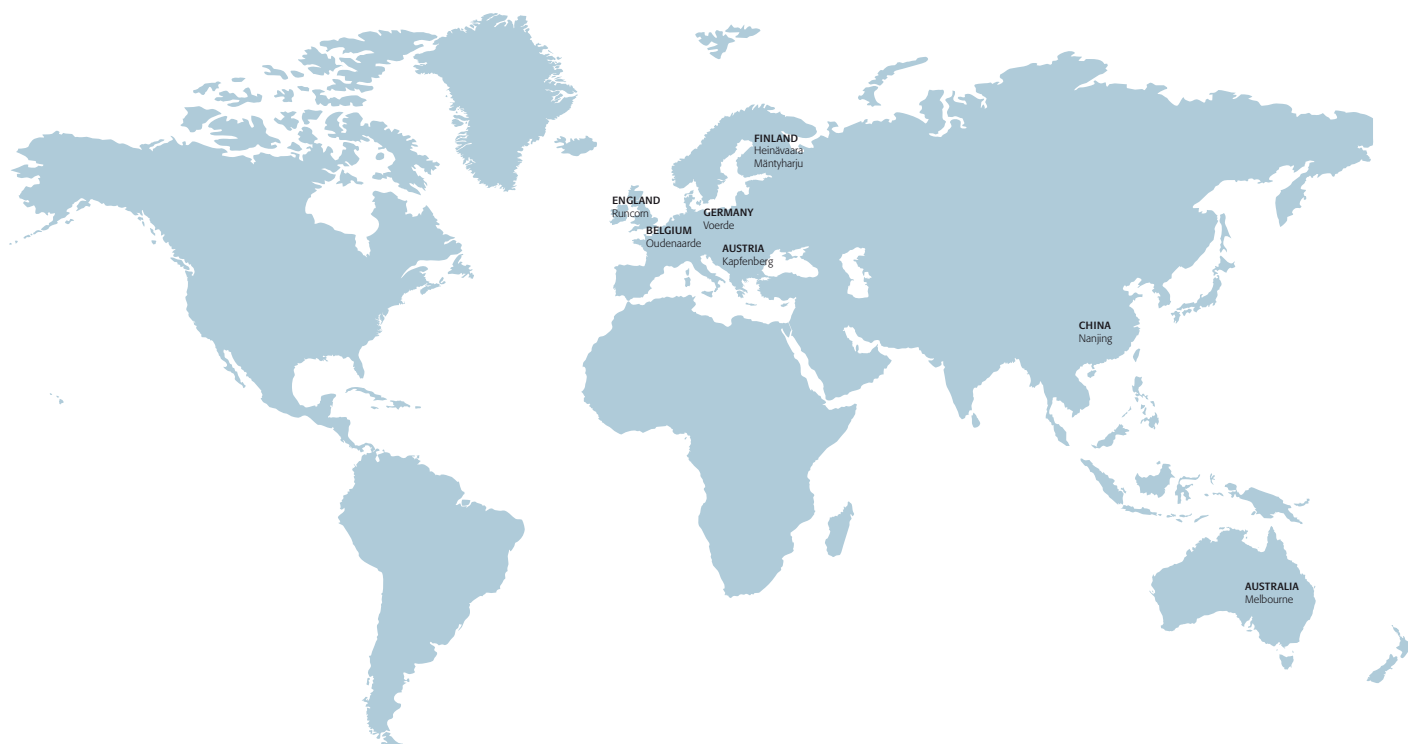 FINLAND
Heinävaara
Mäntyharju
ENGLAND
Runcorn
GERMANY
Voerde
BELGIUM
Oudenaarde
AUSTRIA
Kapfenberg
CHINA
Nanjing
AUSTRALIA
Melbourne